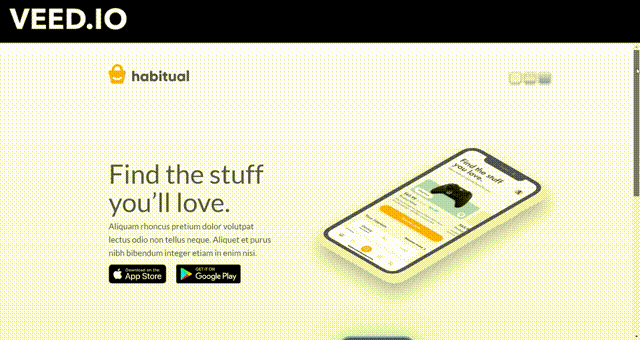 VEED.IO
habitual
Find the stuff
you'll love.
Aliquam rhoncus pretium dolor volutpat
lectus odio non tellus neque. Aliquet et purus
nibh bibendum integer etiam in enim nisi.
Download on the
App Store
GET IT ON
Google Play
Find the stuff
you love.